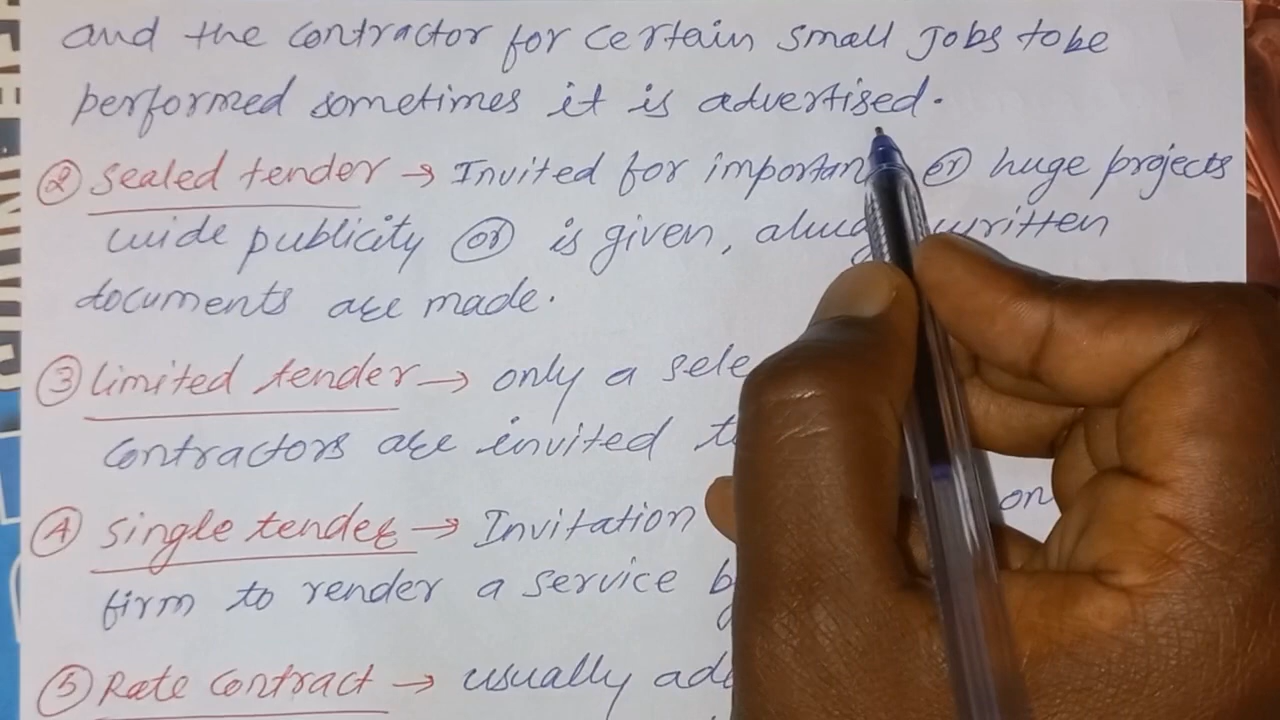 and the contractor for certain small jobs to be
performed sometimes it is advertised.
② Sealed tender → Invited for important or huge projects
wide publicity or is given, written
documents are made.
③ Limited tender → only a
contractors are invited
④ Single tender → Invitation on
firm to render a service
⑤ Rate contract → usually